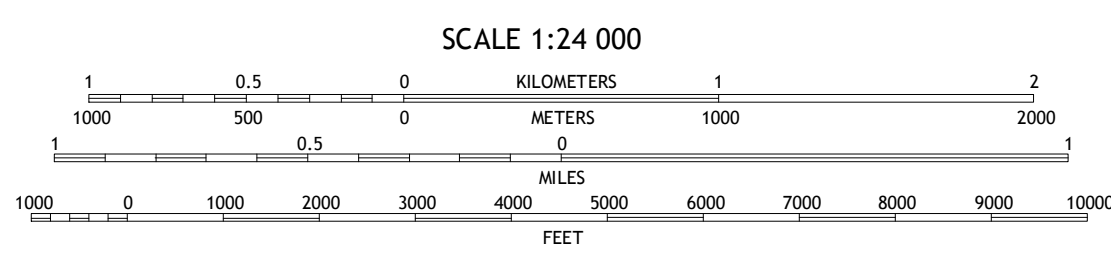 SCALE 1:24 000
1 0.5 0 KILOMETERS 1 2
1000 500 0 METERS 1000 2000
1 0.5 0 1
MILES
1000 0 1000 2000 3000 4000 5000 6000 7000 8000 9000 10000
FEET